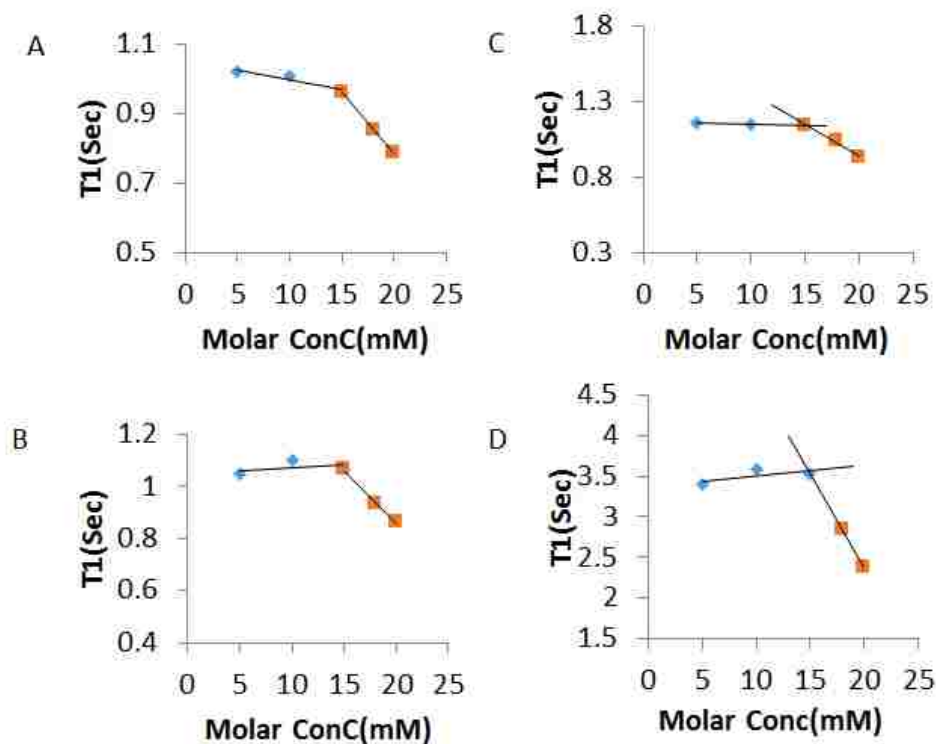 A
1.1
0.9
0.7
0.5
T1(Sec)
0 5 10 15 20 25
Molar ConC(mM)
C
1.8
1.3
0.8
0.3
T1(Sec)
0 5 10 15 20 25
Molar Conc(mM)
B
1.2
1
0.8
0.6
0.4
T1(Sec)
0 5 10 15 20 25
Molar ConC(mM)
D
4.5
4
3.5
3
2.5
2
1.5
T1(Sec)
0 5 10 15 20 25
Molar Conc(mM)